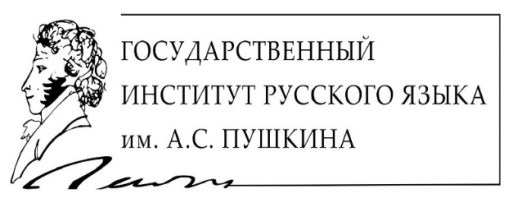 ГОСУДАРСТВЕННЫЙ
ИНСТИТУТ РУССКОГО ЯЗЫКА
им. А.С. ПУШКИНА